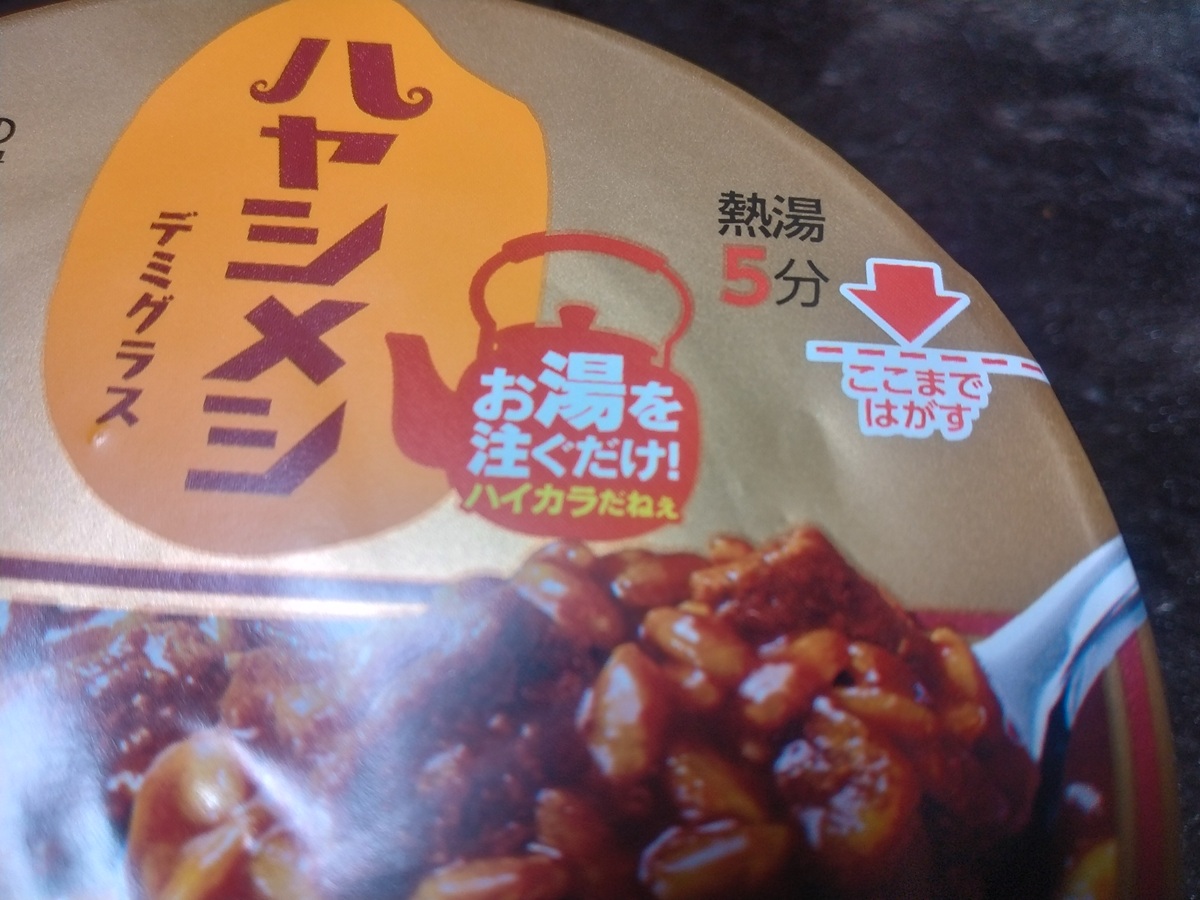 ハヤシメシ
デミグラス
熱湯
5分
ここまで
はがす
お湯を
注ぐだけ!
ハイカラだねぇ